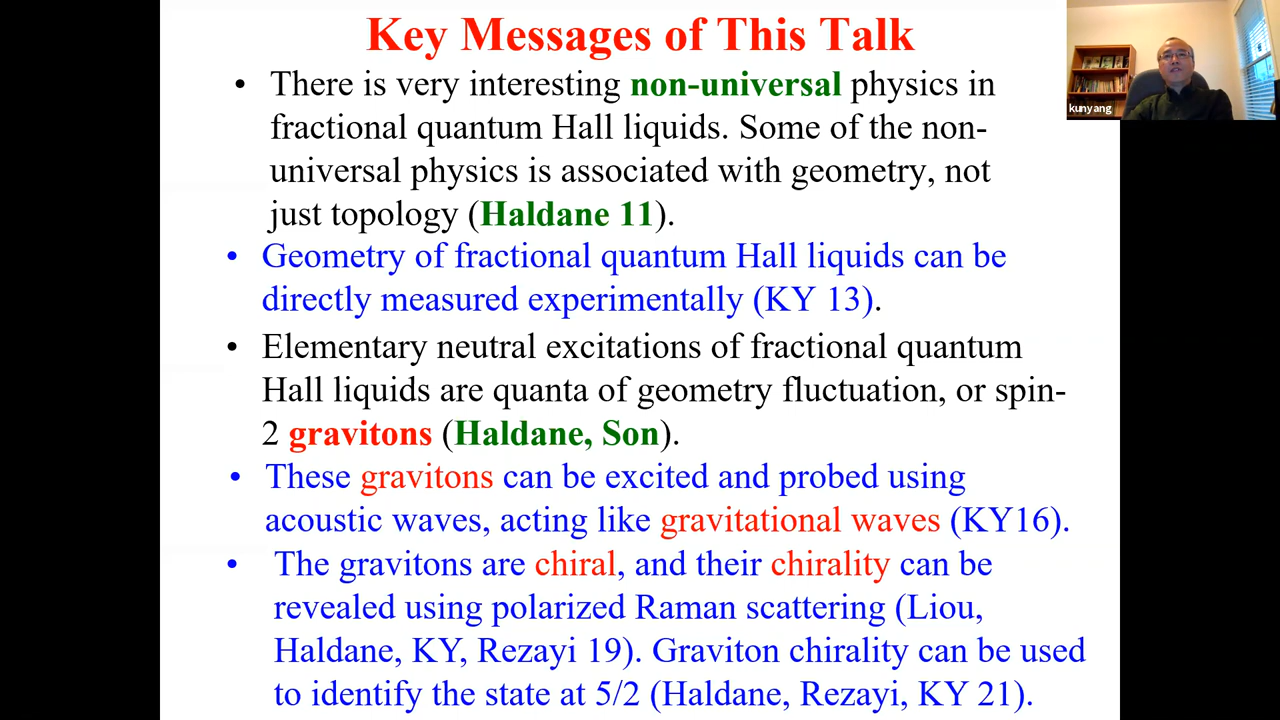 Key Messages of This Talk
• There is very interesting non-universal physics in
fractional quantum Hall liquids. Some of the non-
universal physics is associated with geometry, not
just topology (Haldane 11).
• Geometry of fractional quantum Hall liquids can be
directly measured experimentally (KY 13).
• Elementary neutral excitations of fractional quantum
Hall liquids are quanta of geometry fluctuation, or spin-
2 gravitons (Haldane, Son).
• These gravitons can be excited and probed using
acoustic waves, acting like gravitational waves (KY16).
• The gravitons are chiral, and their chirality can be
revealed using polarized Raman scattering (Liou,
Haldane, KY, Rezayi 19). Graviton chirality can be used
to identify the state at 5/2 (Haldane, Rezayi, KY 21).
kunyang